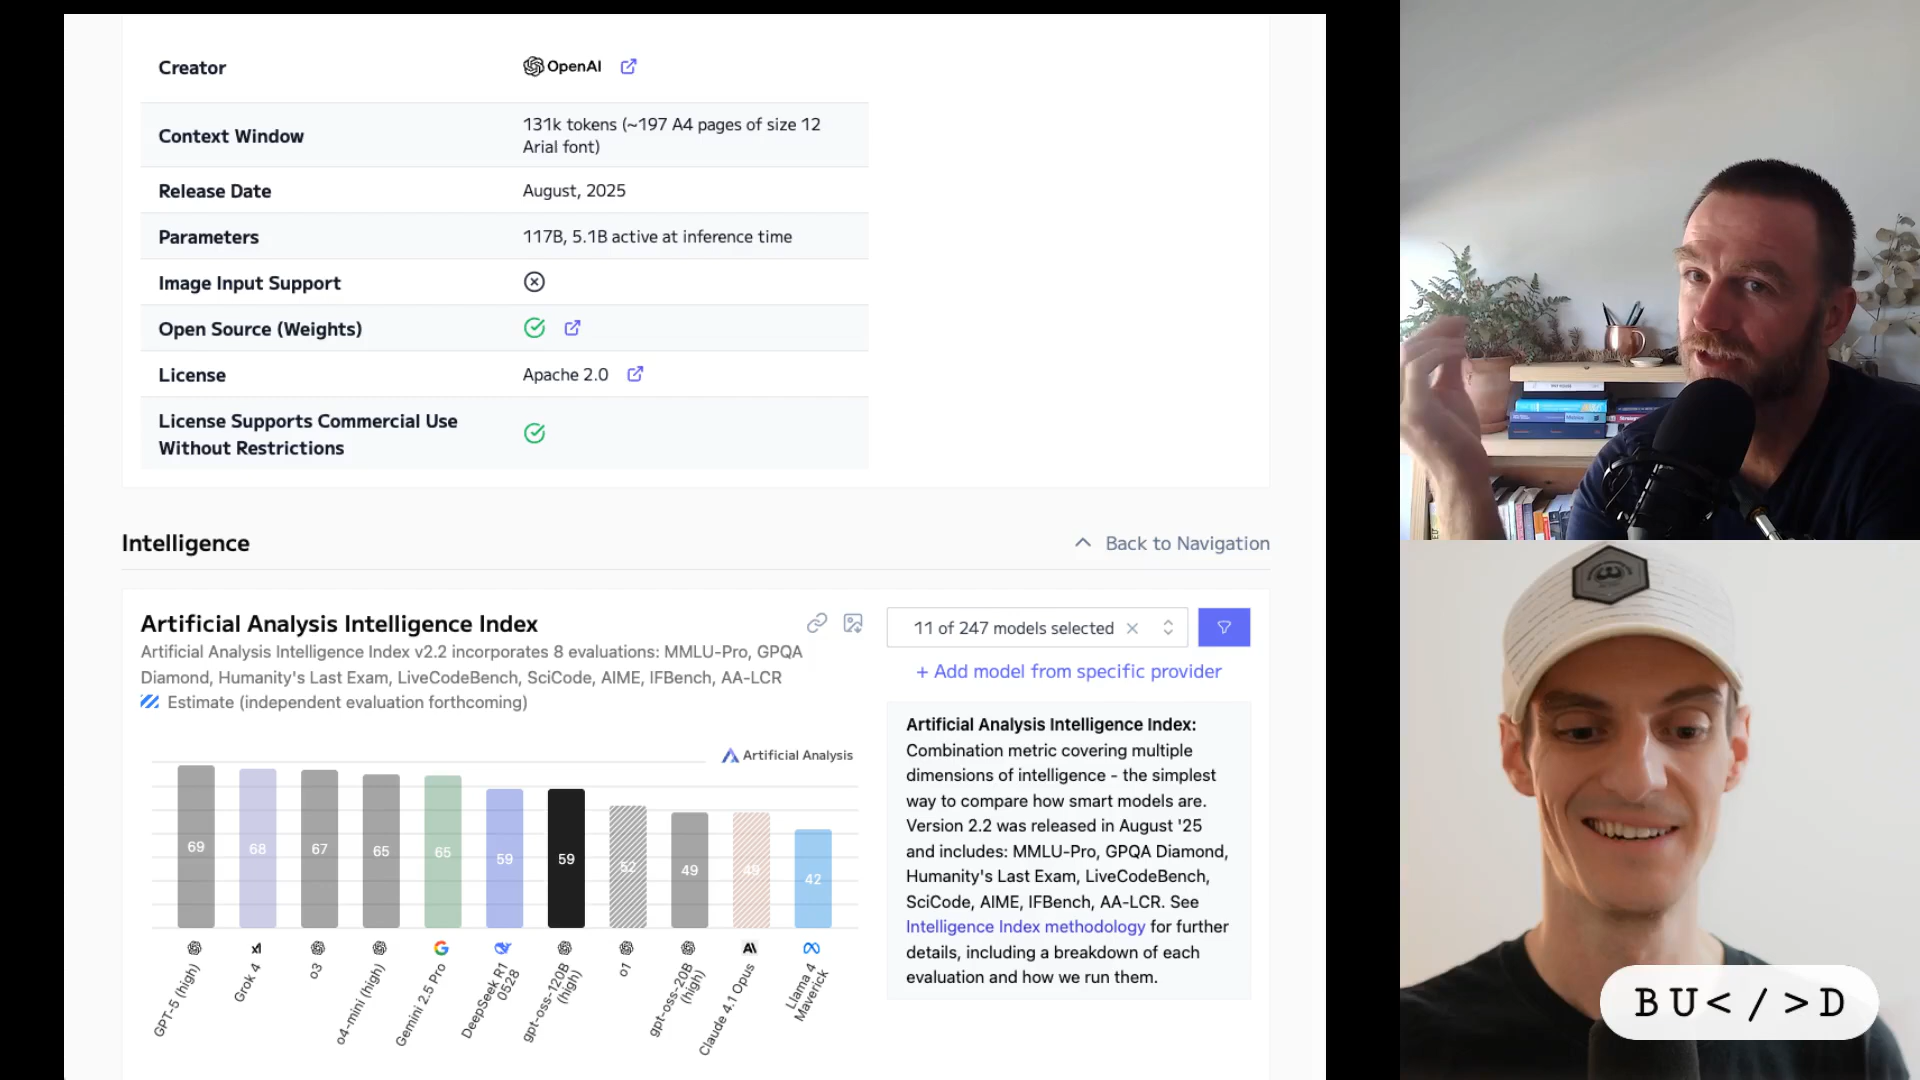 Creator
OpenAI
Context Window
131k tokens (~197 A4 pages of size 12
Arial font)
Release Date
August, 2025
Parameters
117B, 5.1B active at inference time
Image Input Support
Open Source (Weights)
License
Apache 2.0
License Supports Commercial Use
Without Restrictions
Intelligence
Back to Navigation
Artificial Analysis Intelligence Index
Artificial Analysis Intelligence Index v2.2 incorporates 8 evaluations: MMLU-Pro, GPQA
Diamond, Humanity's Last Exam, LiveCodeBench, SciCode, AIME, IFBench, AA-LCR
Estimate (independent evaluation forthcoming)
11 of 247 models selected
+ Add model from specific provider
Artificial Analysis Intelligence Index:
Combination metric covering multiple
dimensions of intelligence - the simplest
way to compare how smart models are.
Version 2.2 was released in August '25
and includes: MMLU-Pro, GPQA Diamond,
Humanity's Last Exam, LiveCodeBench,
SciCode, AIME, IFBench, AA-LCR. See
Intelligence Index methodology for further
details, including a breakdown of each
evaluation and how we run them.
Artificial Analysis
69
68
67
65
65
59
59
52
49
49
42
GPT-5 (high)
Grok 4
o3
o4-mini (high)
Gemini 2.5 Pro
DeepSeek R1
0528
gpt-oss-120B
(high)
o1
gpt-oss-20B
(high)
Claude 4.1 Opus
Llama 4
Maverick
BU</>D